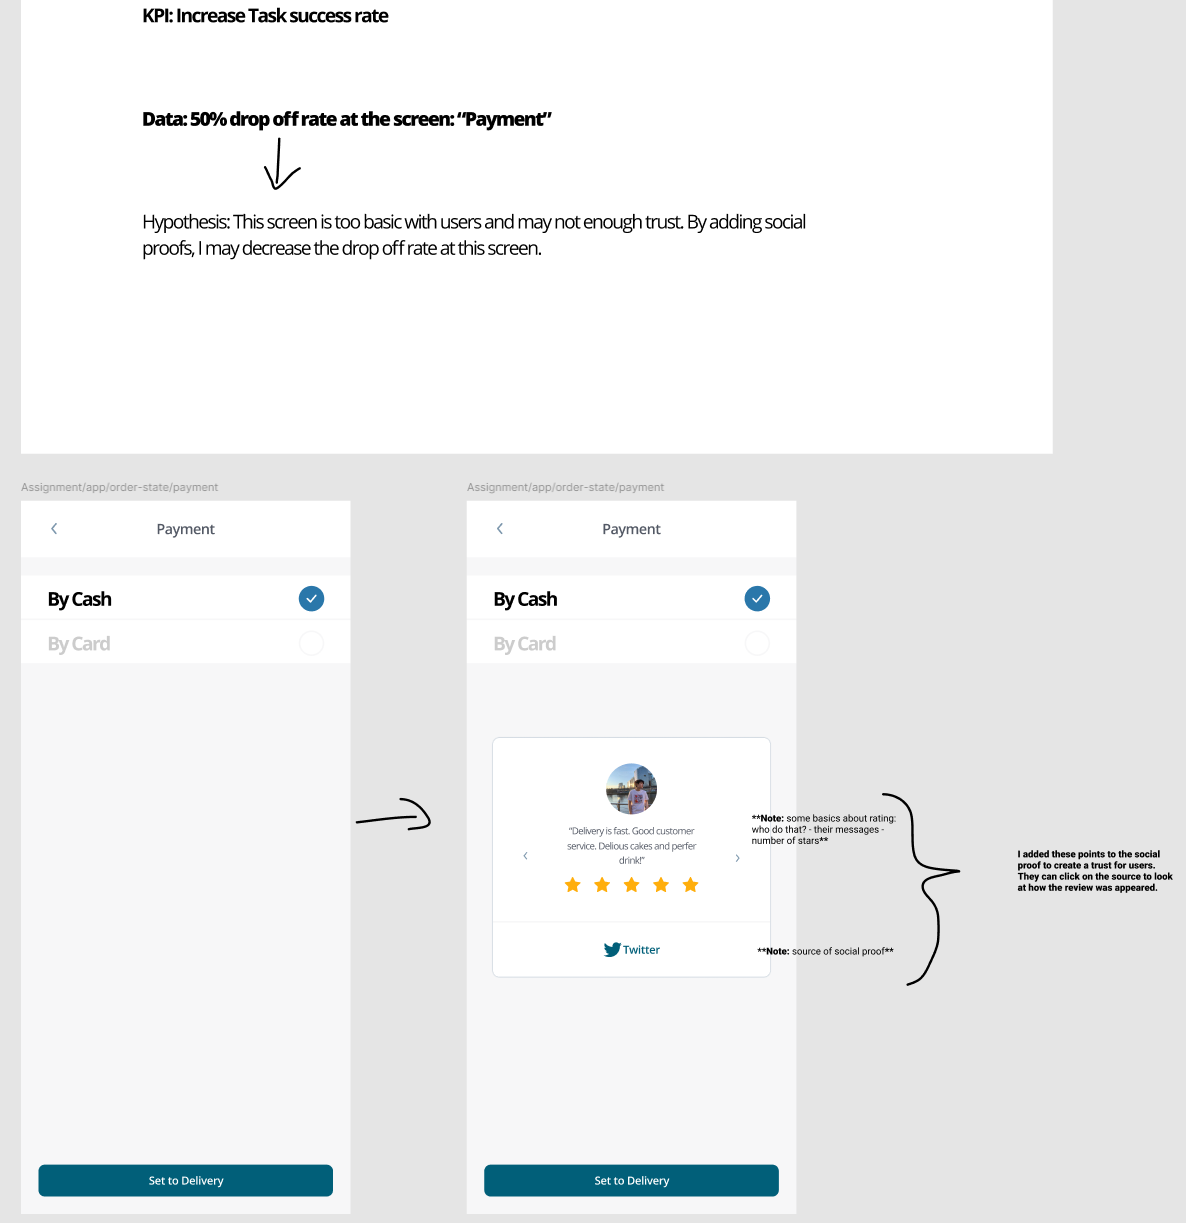 KPI: Increase Task success rate
Data: 50% drop off rate at the screen: “Payment”
Hypothesis: This screen is too basic with users and may not enough trust. By adding social
proofs, I may decrease the drop off rate at this screen.
Assignment/app/order-state/payment
Payment
By Cash
By Card
Set to Delivery
Assignment/app/order-state/payment
Payment
By Cash
By Card
“Delivery is fast. Good customer
service. Delious cakes and perfer
drink!”
Twitter
Set to Delivery
**Note: some basics about rating:
who do that? - their messages -
number of stars**
**Note: source of social proof**
I added these points to the social
proof to create a trust for users.
They can click on the source to look
at how the review was appeared.